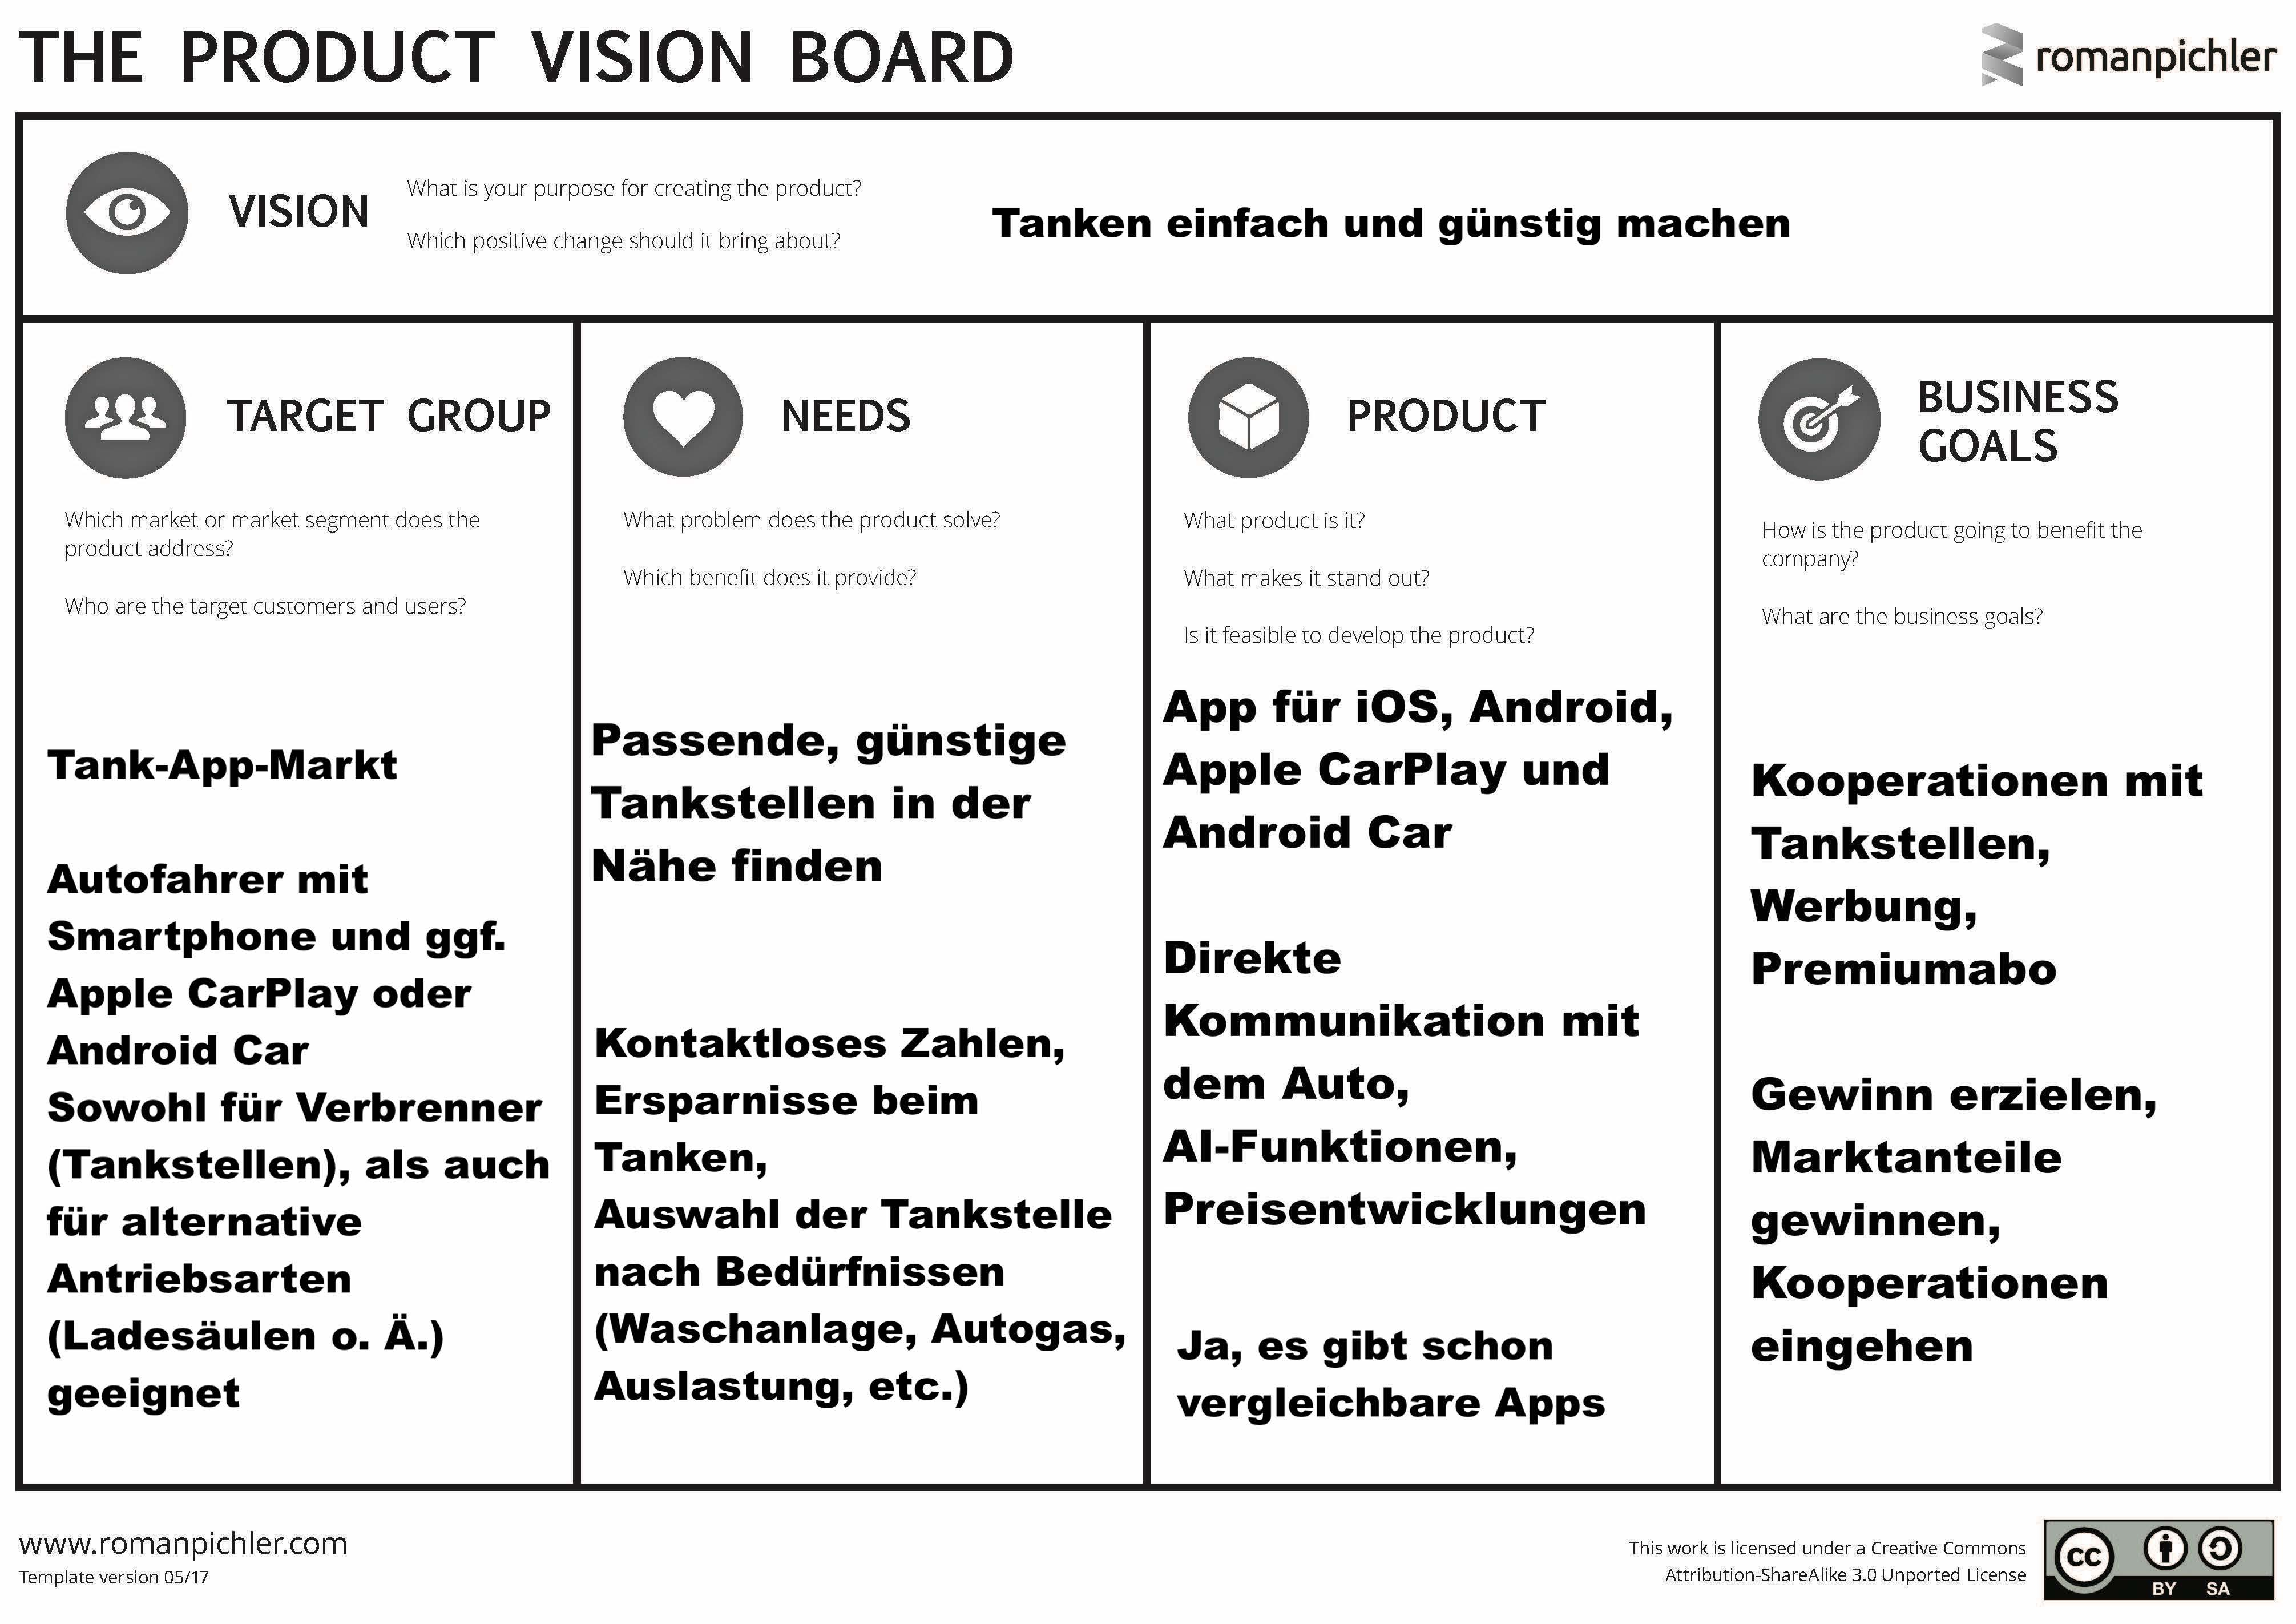 THE PRODUCT VISION BOARD
romanpichler
VISION
What is your purpose for creating the product?
Which positive change should it bring about?
Tanken einfach und günstig machen
TARGET GROUP
Which market or market segment does the
product address?
Who are the target customers and users?
Tank-App-Markt
Autofahrer mit
Smartphone und ggf.
Apple CarPlay oder
Android Car
Sowohl für Verbrenner
(Tankstellen), als auch
für alternative
Antriebsarten
(Ladesäulen o. Ä.)
geeignet
NEEDS
What problem does the product solve?
Which benefit does it provide?
Passende, günstige
Tankstellen in der
Nähe finden
Kontaktloses Zahlen,
Ersparnisse beim
Tanken,
Auswahl der Tankstelle
nach Bedürfnissen
(Waschanlage, Autogas,
Auslastung, etc.)
PRODUCT
What product is it?
What makes it stand out?
Is it feasible to develop the product?
App für iOS, Android,
Apple CarPlay und
Android Car
Direkte
Kommunikation mit
dem Auto,
AI-Funktionen,
Preisentwicklungen
Ja, es gibt schon
vergleichbare Apps
BUSINESS
GOALS
How is the product going to benefit the
company?
What are the business goals?
Kooperationen mit
Tankstellen,
Werbung,
Premiumabo
Gewinn erzielen,
Marktanteile
gewinnen,
Kooperationen
eingehen
www.romanpichler.com
Template version 05/17
This work is licensed under a Creative Commons
Attribution-ShareAlike 3.0 Unported License
cc
BY SA